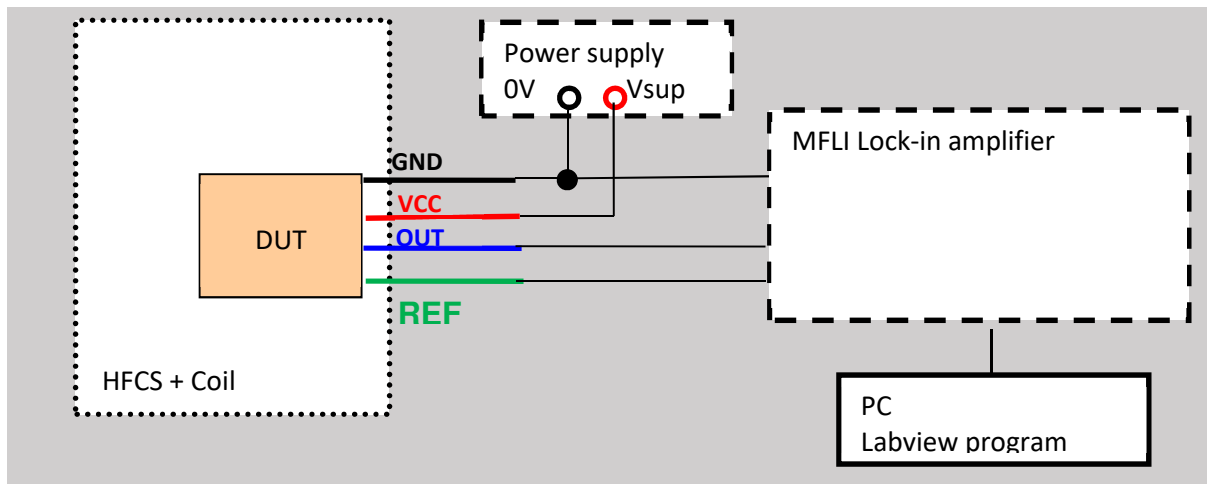 Power supply
0V Vsup
MFLI Lock-in amplifier
GND
VCC
OUT
DUT
REF
HFCS + Coil
PC
Labview program